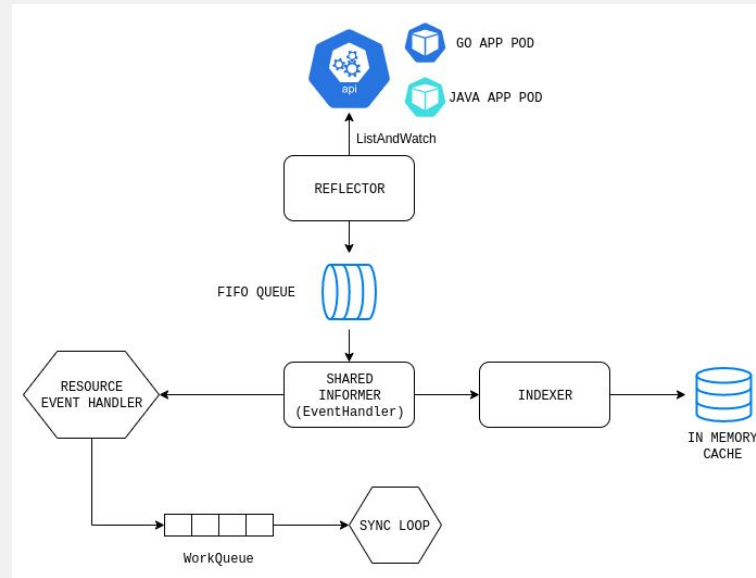 GO APP POD
api
JAVA APP POD
ListAndWatch
REFLECTOR
FIFO QUEUE
RESOURCE
EVENT HANDLER
SHARED
INFORMER
(EventHandler)
INDEXER
IN MEMORY
CACHE
WorkQueue
SYNC LOOP